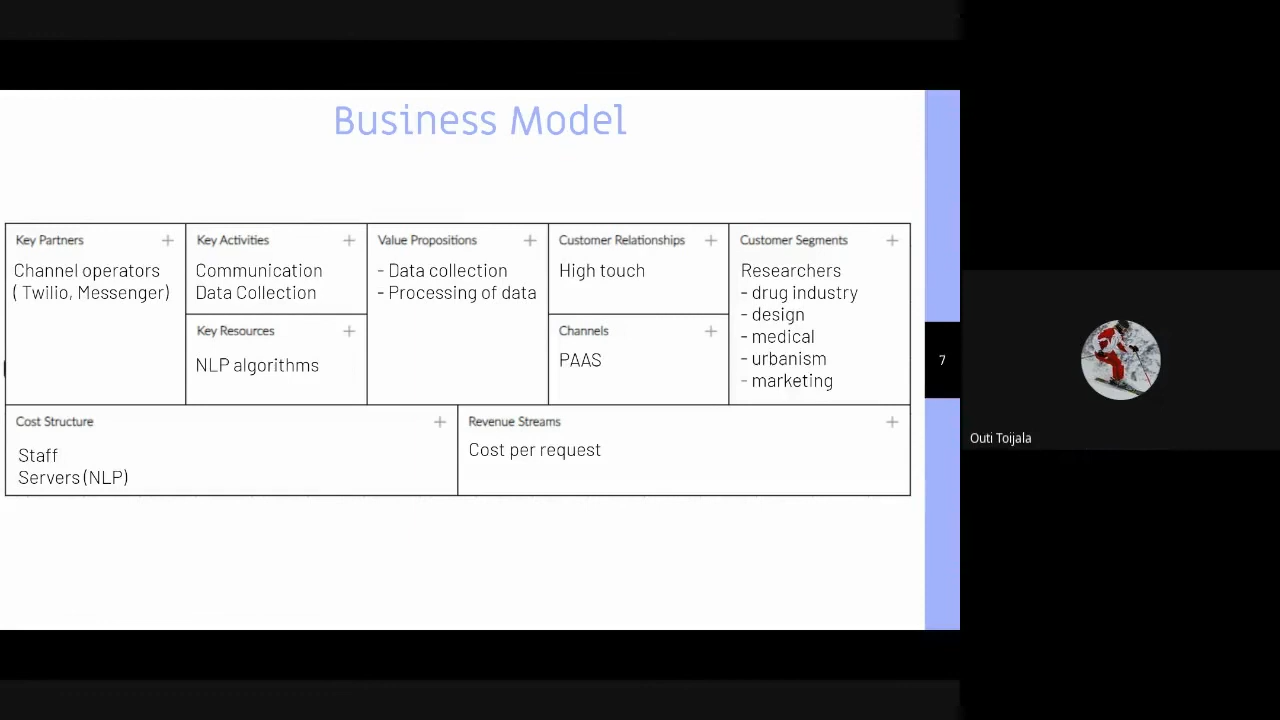 Business Model
Key Partners +
Channel operators
( Twilio, Messenger)
Key Activities +
Communication
Data Collection
Key Resources +
NLP algorithms
Value Propositions +
- Data collection
- Processing of data
Customer Relationships +
High touch
Channels +
PAAS
Customer Segments +
Researchers
- drug industry
- design
- medical
- urbanism
- marketing
Cost Structure +
Staff
Servers (NLP)
Revenue Streams +
Cost per request
7
Outi Toijala